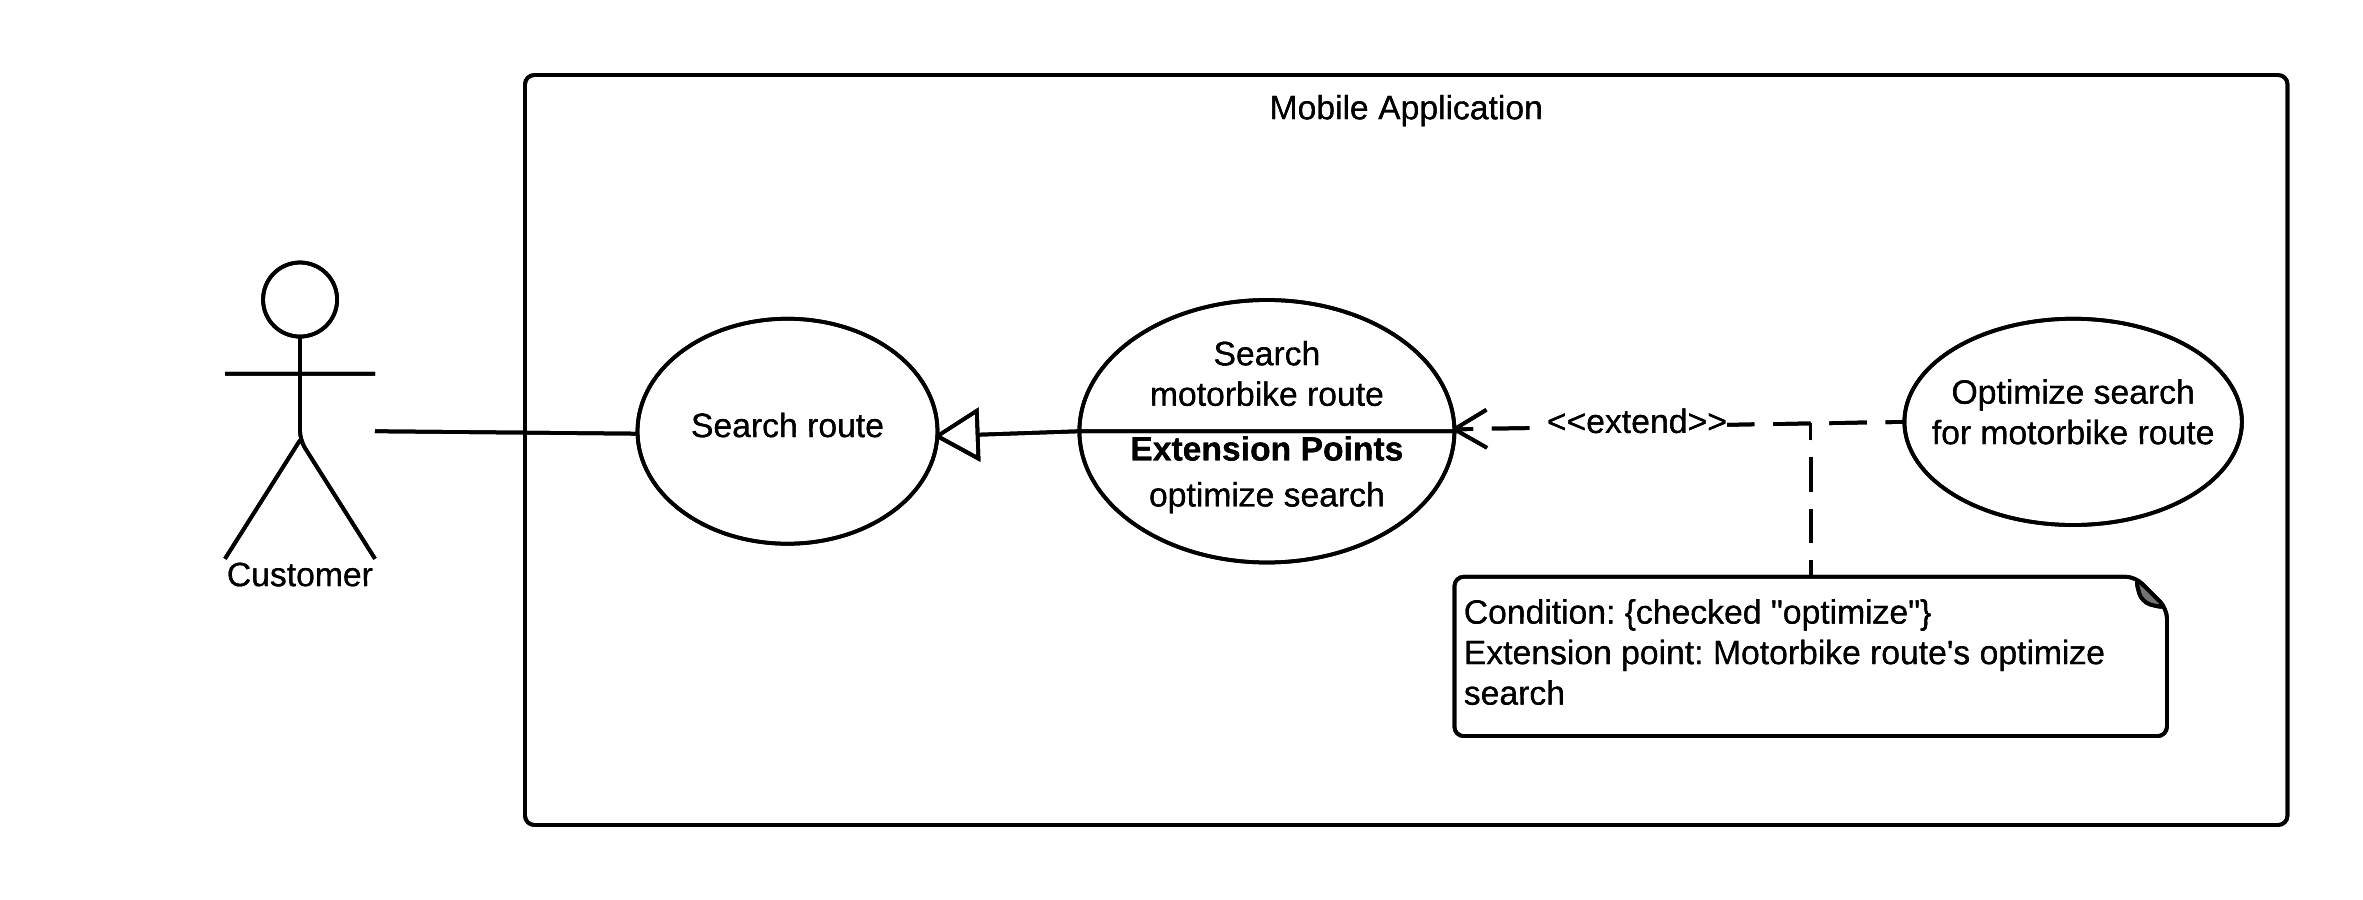 Mobile Application
Customer
Search route
Search
motorbike route
Extension Points
optimize search
<<extend>>
Optimize search
for motorbike route
Condition: {checked "optimize"}
Extension point: Motorbike route's optimize
search